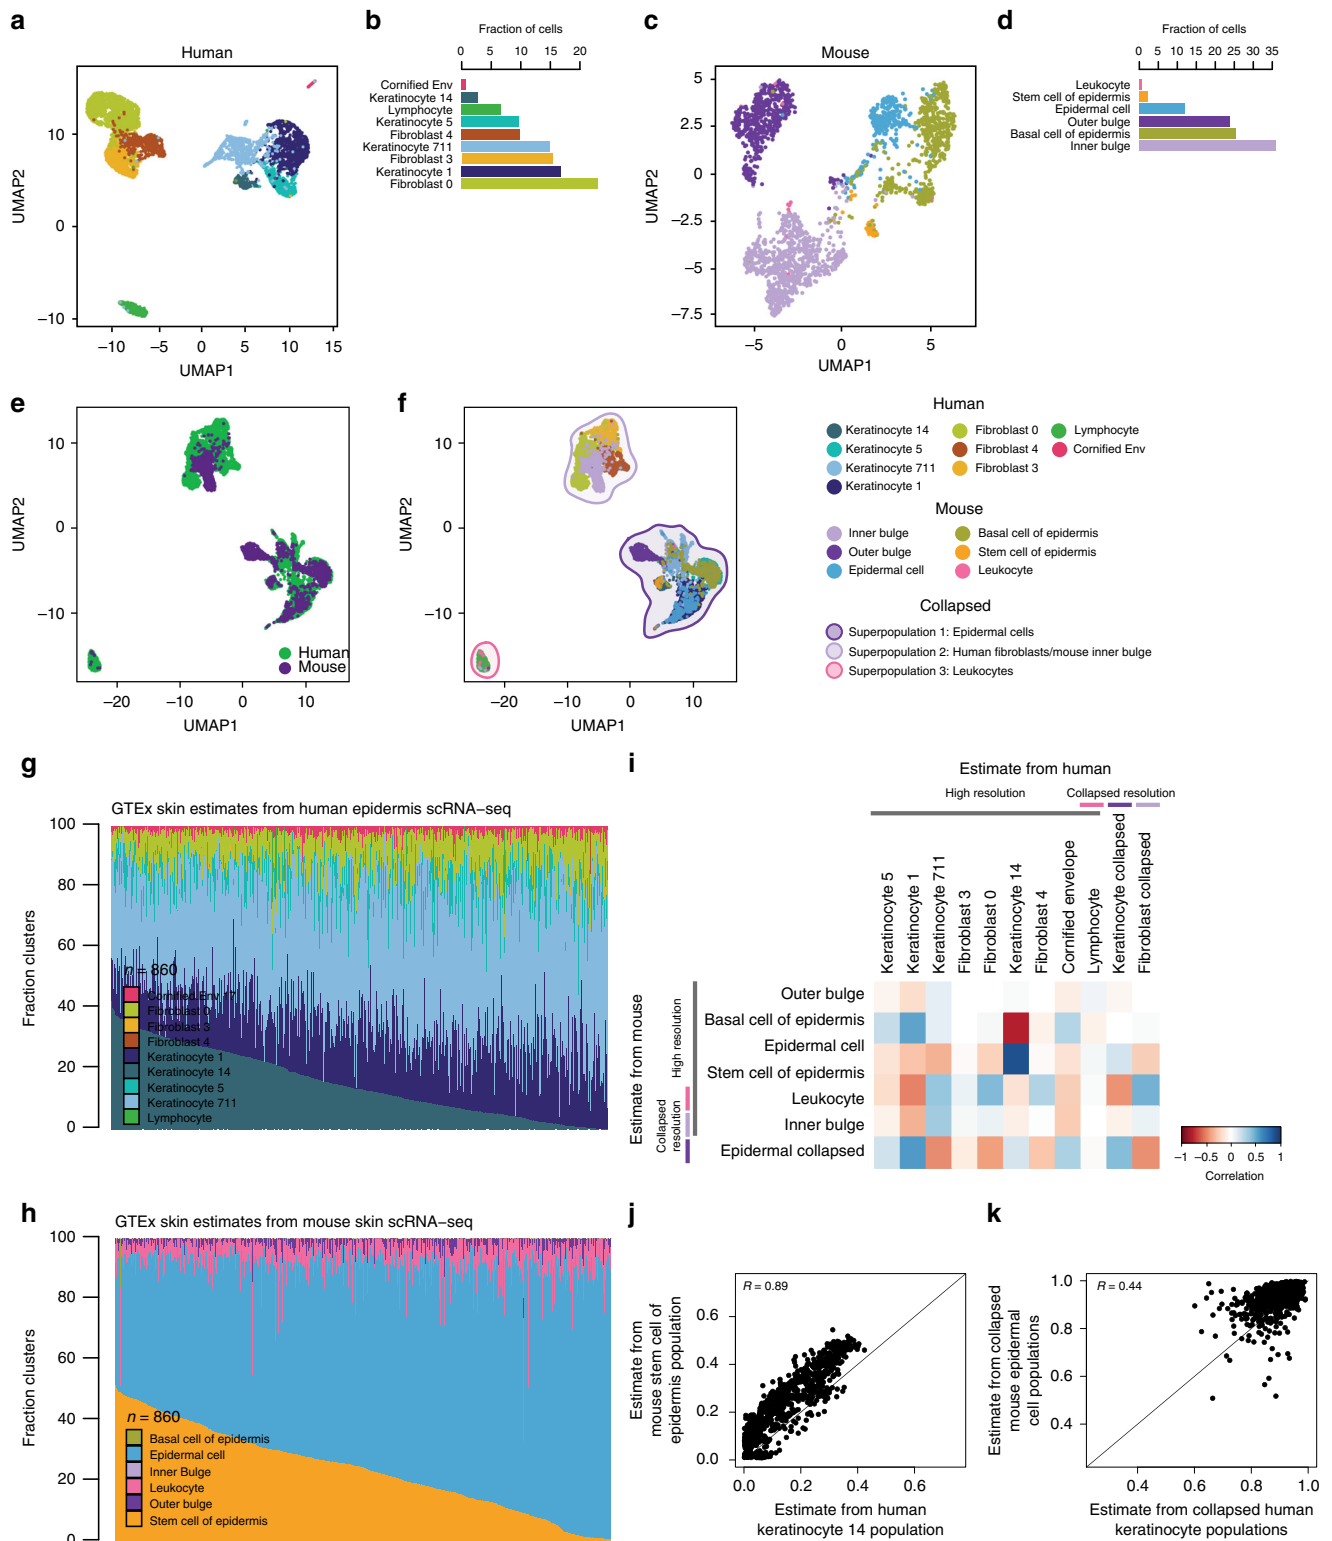 a
Human
UMAP2
10
0
−10
−10
−5
0
5
10
15
UMAP1
b
Fraction of cells
0 5 10 15 20
Cornified Env
Keratinocyte 14
Lymphocyte
Keratinocyte 5
Fibroblast 4
Keratinocyte 711
Fibroblast 3
Keratinocyte 1
Fibroblast 0
c
Mouse
UMAP2
5
2.5
0
−2.5
−5
−7.5
−5
0
5
UMAP1
d
Fraction of cells
0 5 10 15 20 25 30 35
Leukocyte
Stem cell of epidermis
Epidermal cell
Outer bulge
Basal cell of epidermis
Inner bulge
e
UMAP2
10
0
−10
Human
Mouse
−20
−10
0
10
UMAP1
f
UMAP2
10
0
−10
−20
−10
0
10
UMAP1
Human
Keratinocyte 14
Fibroblast 0
Lymphocyte
Keratinocyte 5
Fibroblast 4
Cornified Env
Keratinocyte 711
Fibroblast 3
Keratinocyte 1
Mouse
Inner bulge
Basal cell of epidermis
Outer bulge
Stem cell of epidermis
Epidermal cell
Leukocyte
Collapsed
Superpopulation 1: Epidermal cells
Superpopulation 2: Human fibroblasts/mouse inner bulge
Superpopulation 3: Leukocytes
g
GTEx skin estimates from human epidermis scRNA−seq
Fraction clusters
100
80
60
40
20
0
n = 860
Cornified Env 17
Fibroblast 0
Fibroblast 3
Fibroblast 4
Keratinocyte 1
Keratinocyte 14
Keratinocyte 5
Keratinocyte 711
Lymphocyte
h
GTEx skin estimates from mouse skin scRNA−seq
Fraction clusters
100
80
60
40
20
0
n = 860
Basal cell of epidermis
Epidermal cell
Inner Bulge
Leukocyte
Outer bulge
Stem cell of epidermis
i
Estimate from human
High resolution
Collapsed resolution
Keratinocyte 5
Keratinocyte 1
Keratinocyte 711
Fibroblast 3
Fibroblast 0
Keratinocyte 14
Fibroblast 4
Cornified envelope
Lymphocyte
Keratinocyte collapsed
Fibroblast collapsed
Estimate from mouse
High resolution
Collapsed
resolution
Outer bulge
Basal cell of epidermis
Epidermal cell
Stem cell of epidermis
Leukocyte
Inner bulge
Epidermal collapsed
−1 −0.5 0 0.5 1
Correlation
j
R = 0.89
Estimate from
mouse stem cell of
epidermis population
0.6
0.4
0.2
0.0
0.0
0.2
0.4
0.6
Estimate from human
keratinocyte 14 population
k
R = 0.44
Estimate from collapsed
mouse epidermal
cell populations
1.0
0.8
0.6
0.4
0.4
0.6
0.8
1.0
Estimate from collapsed human
keratinocyte populations